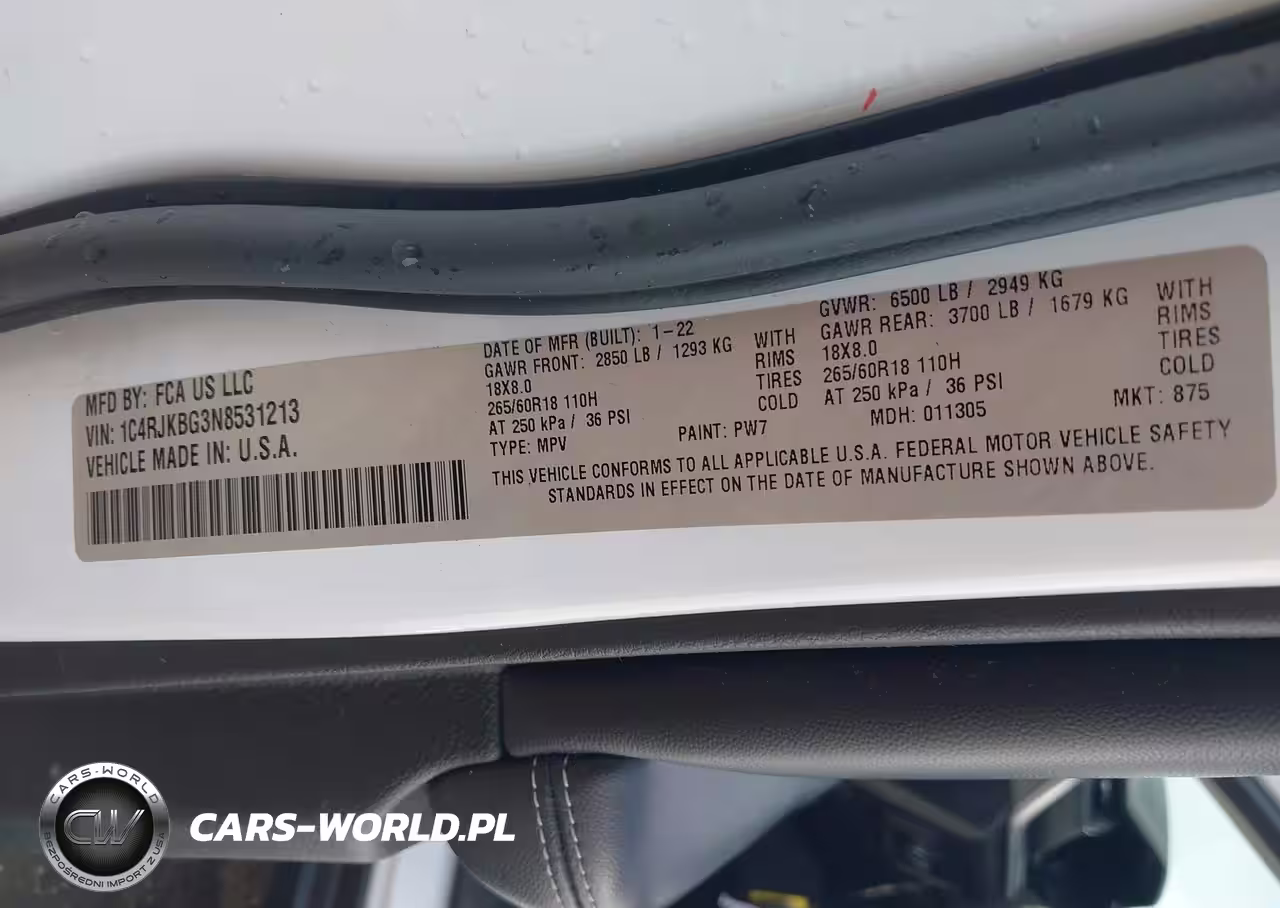 MFD BY: FCA US LLC
VIN: 1C4RJKBG3N8531213
VEHICLE MADE IN: U.S.A.
DATE OF MFR (BUILT): 1-22
GAWR FRONT: 2850 LB / 1293 KG WITH
18X8.0 RIMS
265/60R18 110H TIRES
AT 250 kPa / 36 PSI COLD
TYPE: MPV PAINT: PW7
GVWR: 6500 LB / 2949 KG
GAWR REAR: 3700 LB / 1679 KG WITH
18X8.0 RIMS
265/60R18 110H TIRES
AT 250 kPa / 36 PSI COLD
MDH: 011305 MKT: 875
THIS VEHICLE CONFORMS TO ALL APPLICABLE U.S.A. FEDERAL MOTOR VEHICLE SAFETY
STANDARDS IN EFFECT ON THE DATE OF MANUFACTURE SHOWN ABOVE.
CARS-WORLD
CW
BEZPOŚREDNI IMPORT Z USA
CARS-WORLD.PL